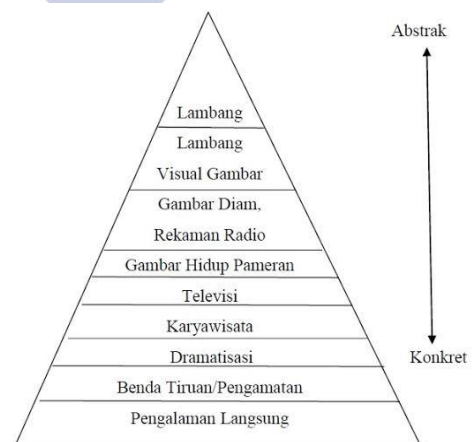 Abstrak
Lambang
Lambang
Visual Gambar
Gambar Diam,
Rekaman Radio
Gambar Hidup Pameran
Televisi
Karyawisata
Dramatisasi
Konkret
Benda Tiruan/Pengamatan
Pengalaman Langsung